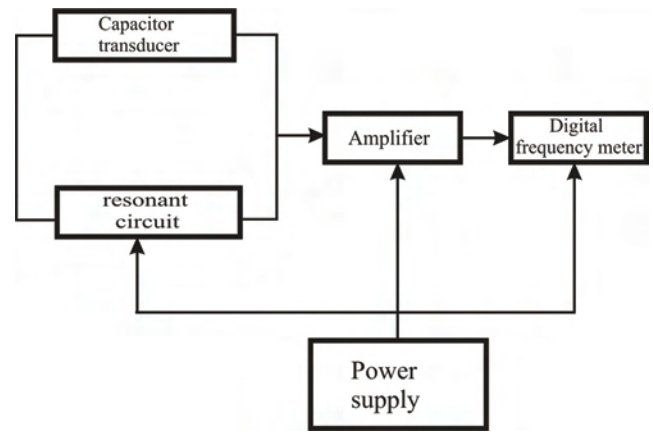 Capacitor
transducer
Amplifier
Digital
frequency meter
resonant
circuit
Power
supply